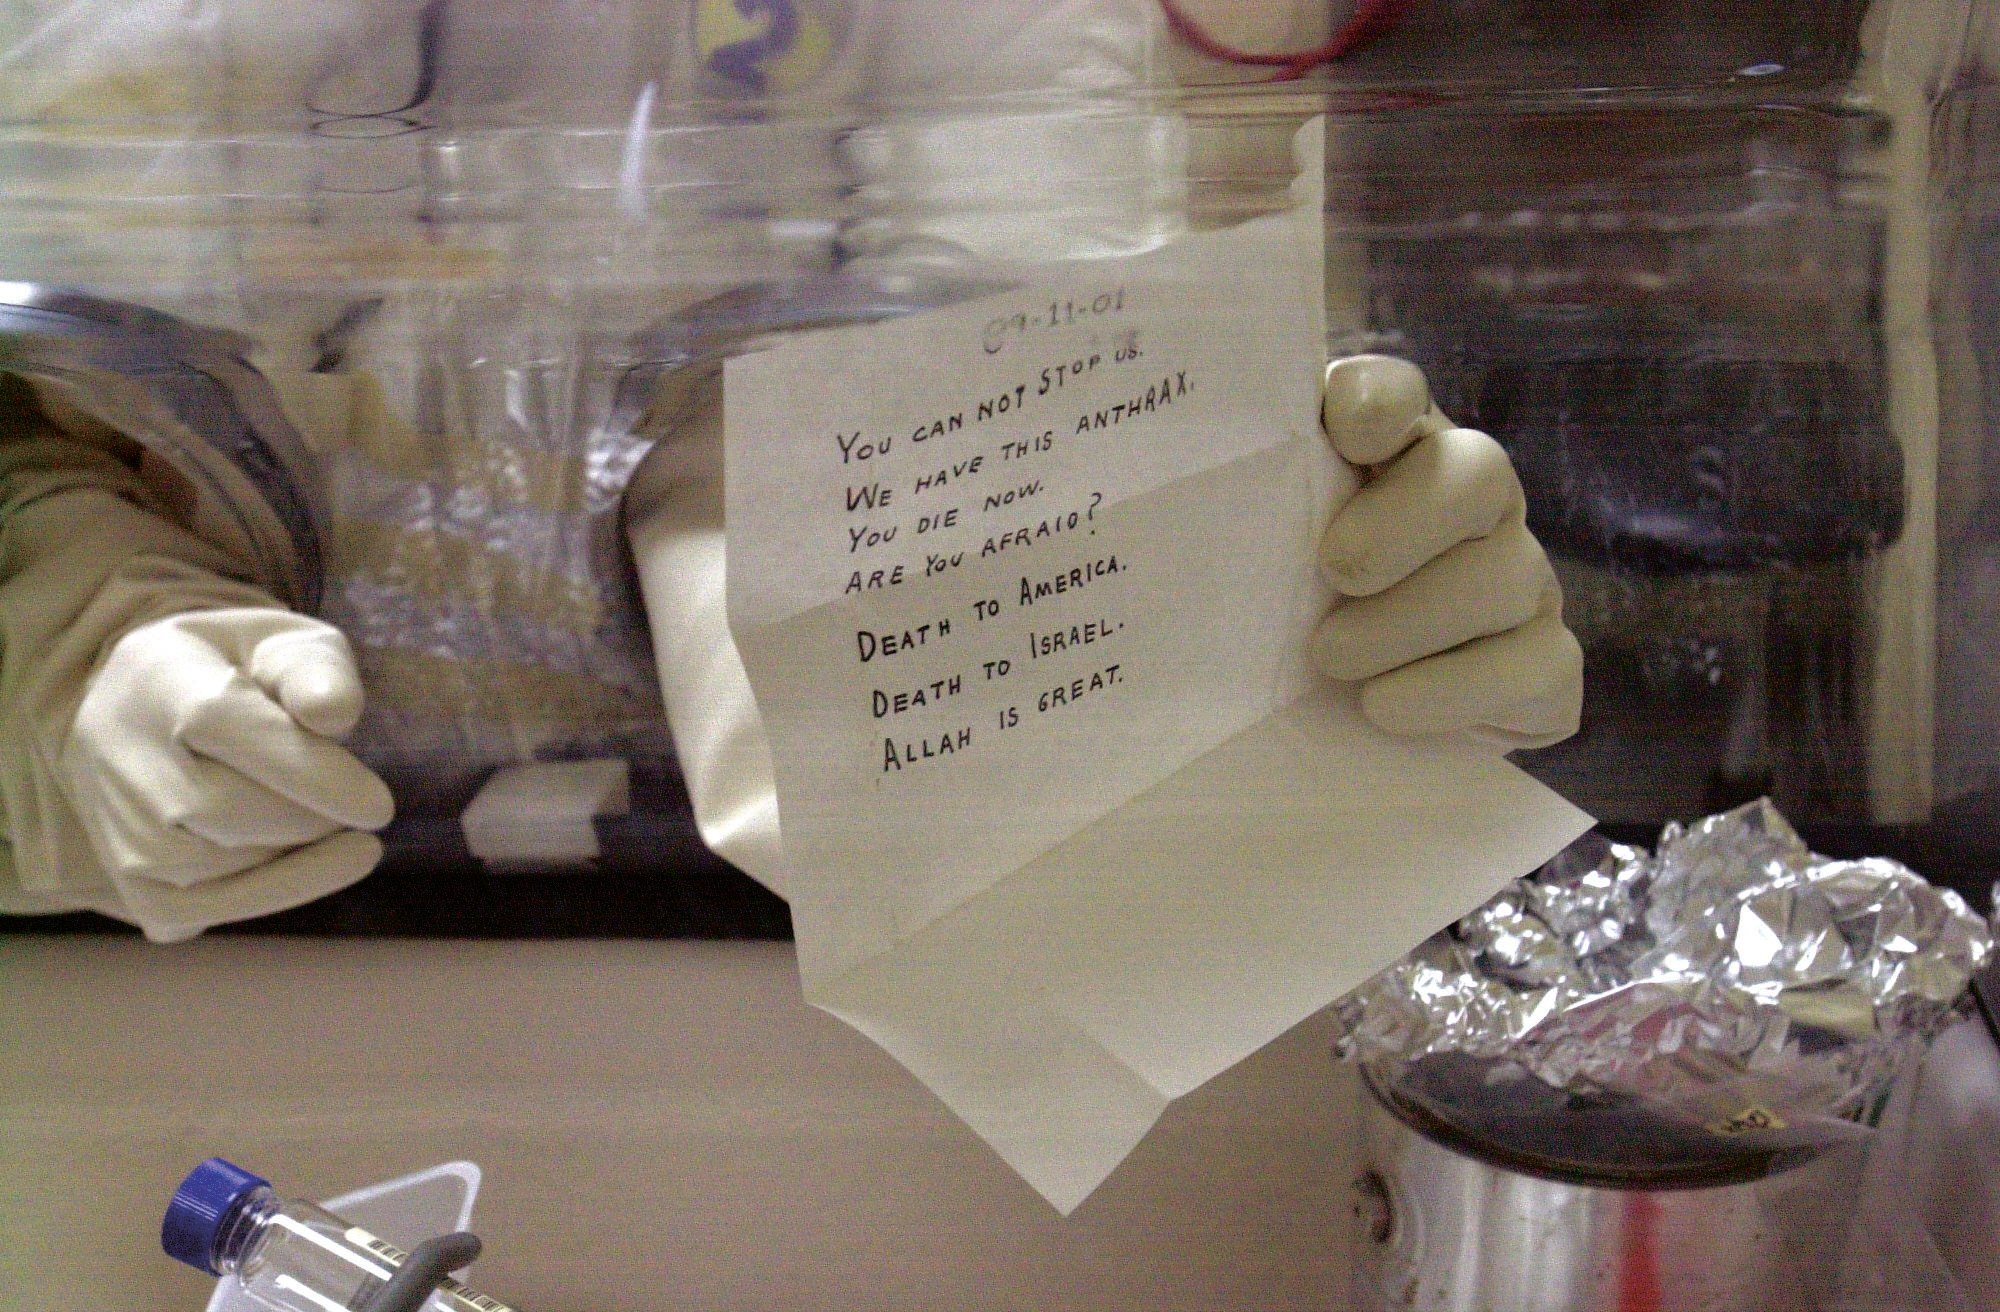 09-11-01
You CAN NOT STOP US.
WE HAVE THIS ANTHRAX.
You DIE NOW.
ARE You AFRAID?
DEATH TO AMERICA.
DEATH TO ISRAEL.
ALLAH IS GREAT.